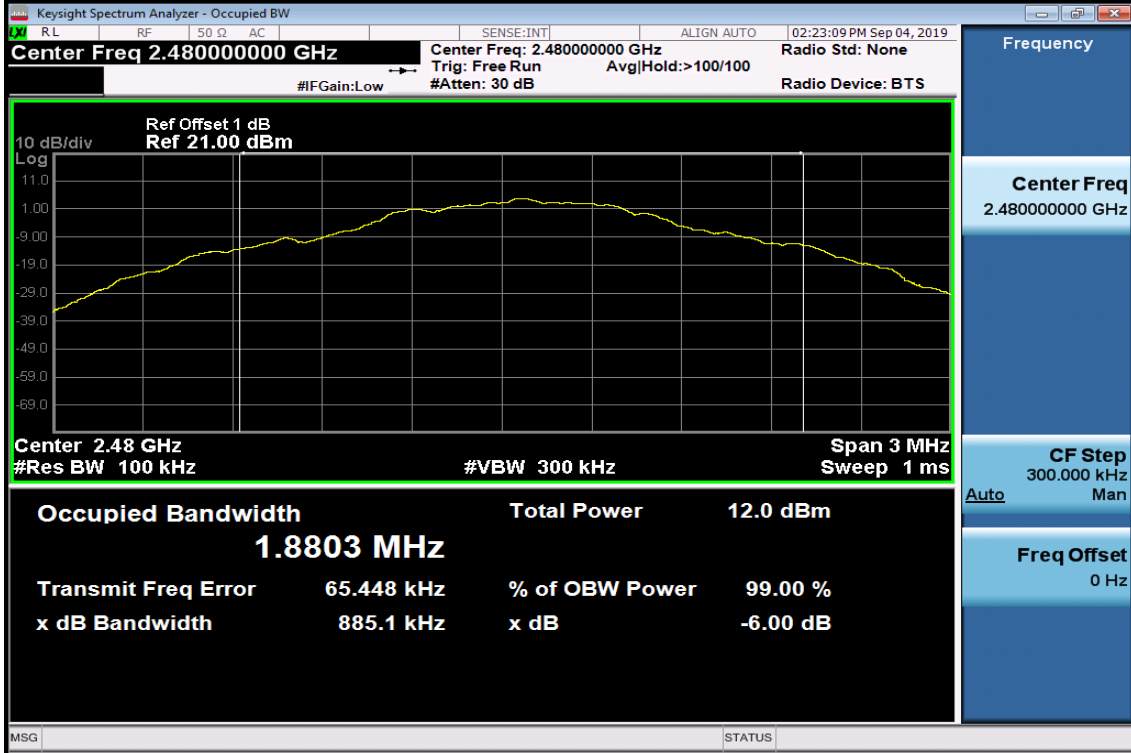 Keysight Spectrum Analyzer - Occupied BW
LXI RL RF 50 Ω AC SENSE:INT ALIGN AUTO 02:23:09 PM Sep 04, 2019
Center Freq 2.480000000 GHz
Center Freq: 2.480000000 GHz
Radio Std: None
Trig: Free Run Avg|Hold:>100/100
#IFGain:Low
#Atten: 30 dB
Radio Device: BTS
Ref Offset 1 dB
10 dB/div Ref 21.00 dBm
Log
11.0
1.00
-9.00
-19.0
-29.0
-39.0
-49.0
-59.0
-69.0
Center 2.48 GHz Span 3 MHz
#Res BW 100 kHz #VBW 300 kHz Sweep 1 ms
Occupied Bandwidth Total Power 12.0 dBm
1.8803 MHz
Transmit Freq Error 65.448 kHz % of OBW Power 99.00 %
x dB Bandwidth 885.1 kHz x dB -6.00 dB
Frequency
Center Freq
2.480000000 GHz
CF Step
300.000 kHz
Auto Man
Freq Offset
0 Hz
MSG STATUS